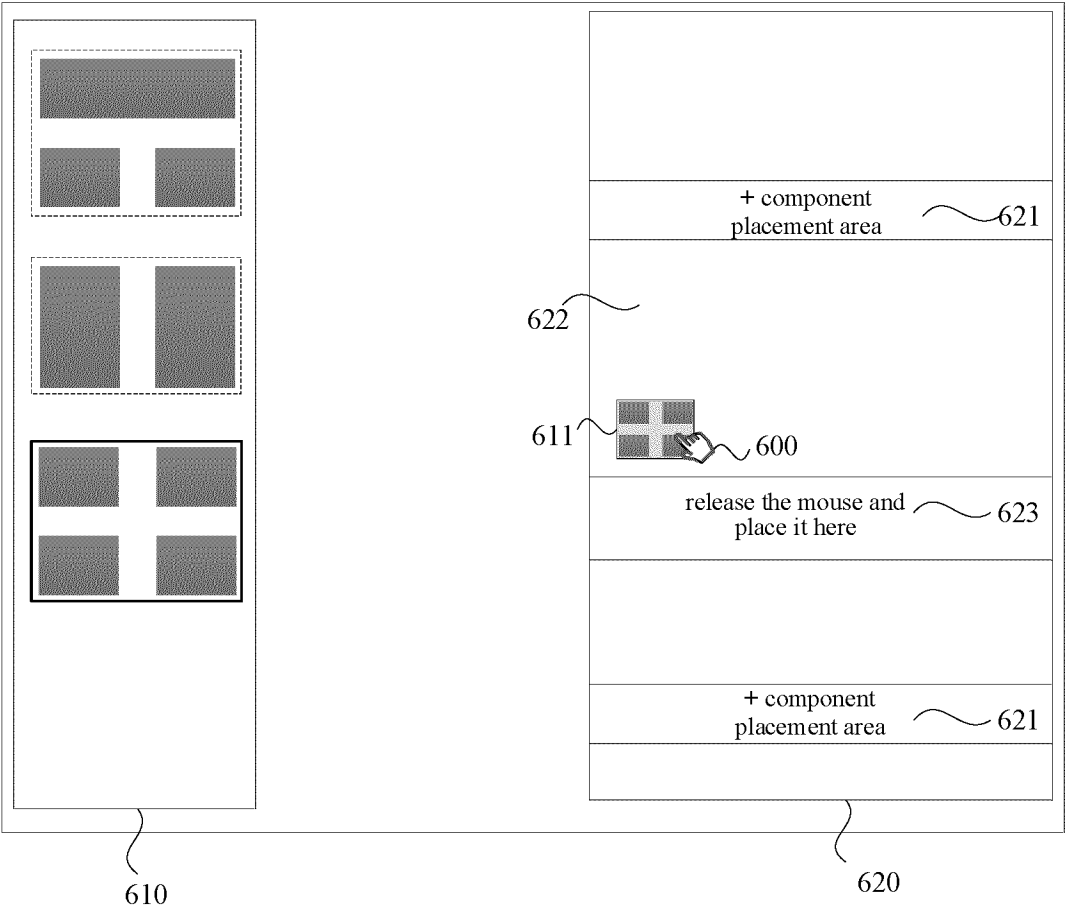 + component
placement area
621
622
611
600
release the mouse and
place it here
623
+ component
placement area
621
610
620